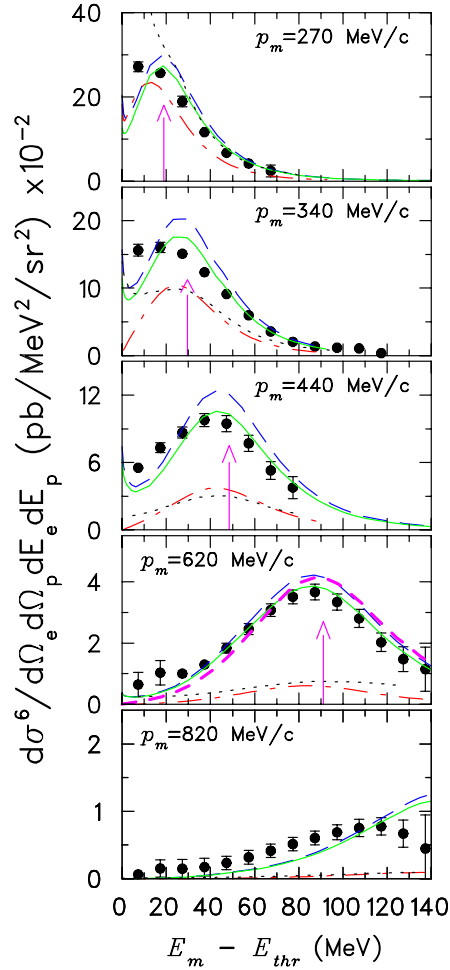 40
p_m=270 MeV/c
20
0
20
p_m=340 MeV/c
10
0
12
p_m=440 MeV/c
6
0
p_m=620 MeV/c
4
2
0
p_m=820 MeV/c
2
1
0
0 20 40 60 80 100 120 140
E_m − E_thr (MeV)
dσ^6/dΩ_e dΩ_p dE_e dE_p (pb/MeV^2/sr^2) x10^-2